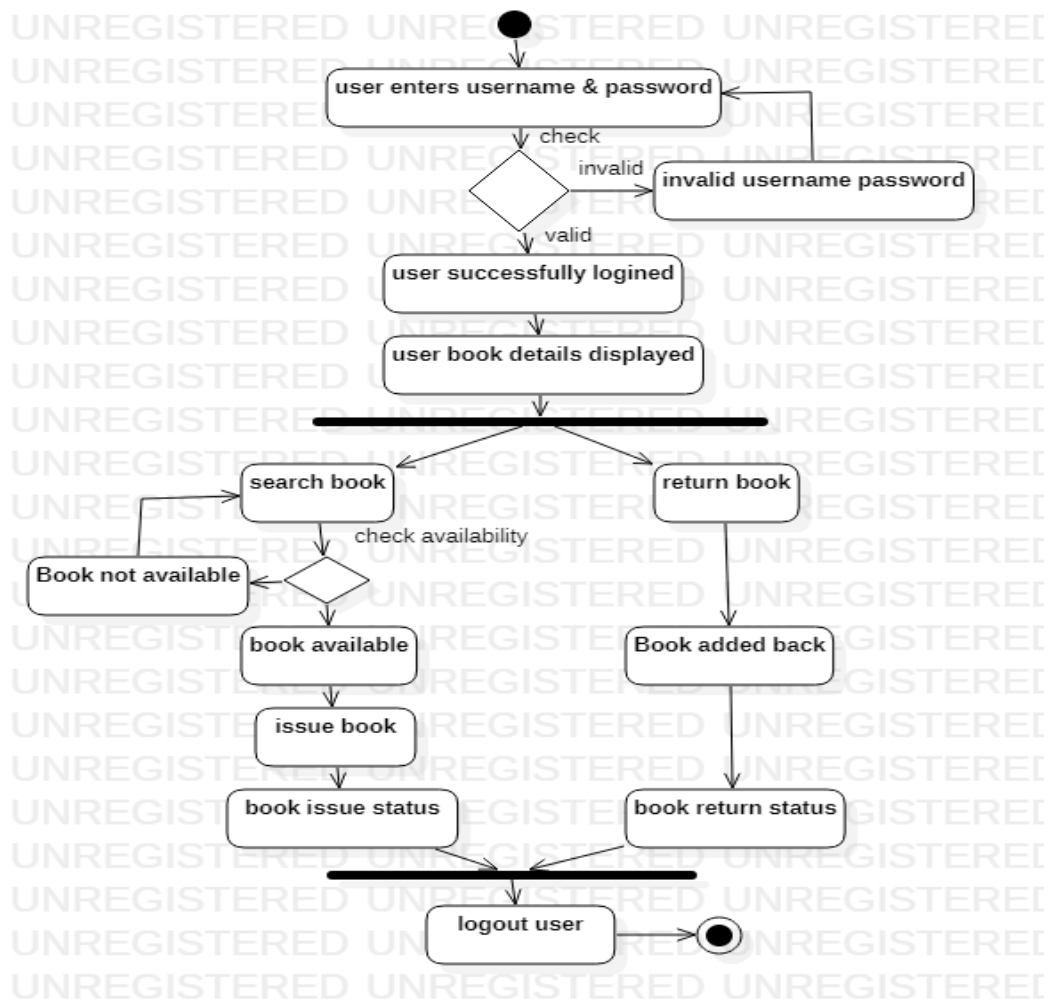 UNREGISTERED
user enters username & password
check
invalid
invalid username password
valid
user successfully logined
user book details displayed
search book
return book
check availability
Book not available
book available
Book added back
issue book
book issue status
book return status
logout user